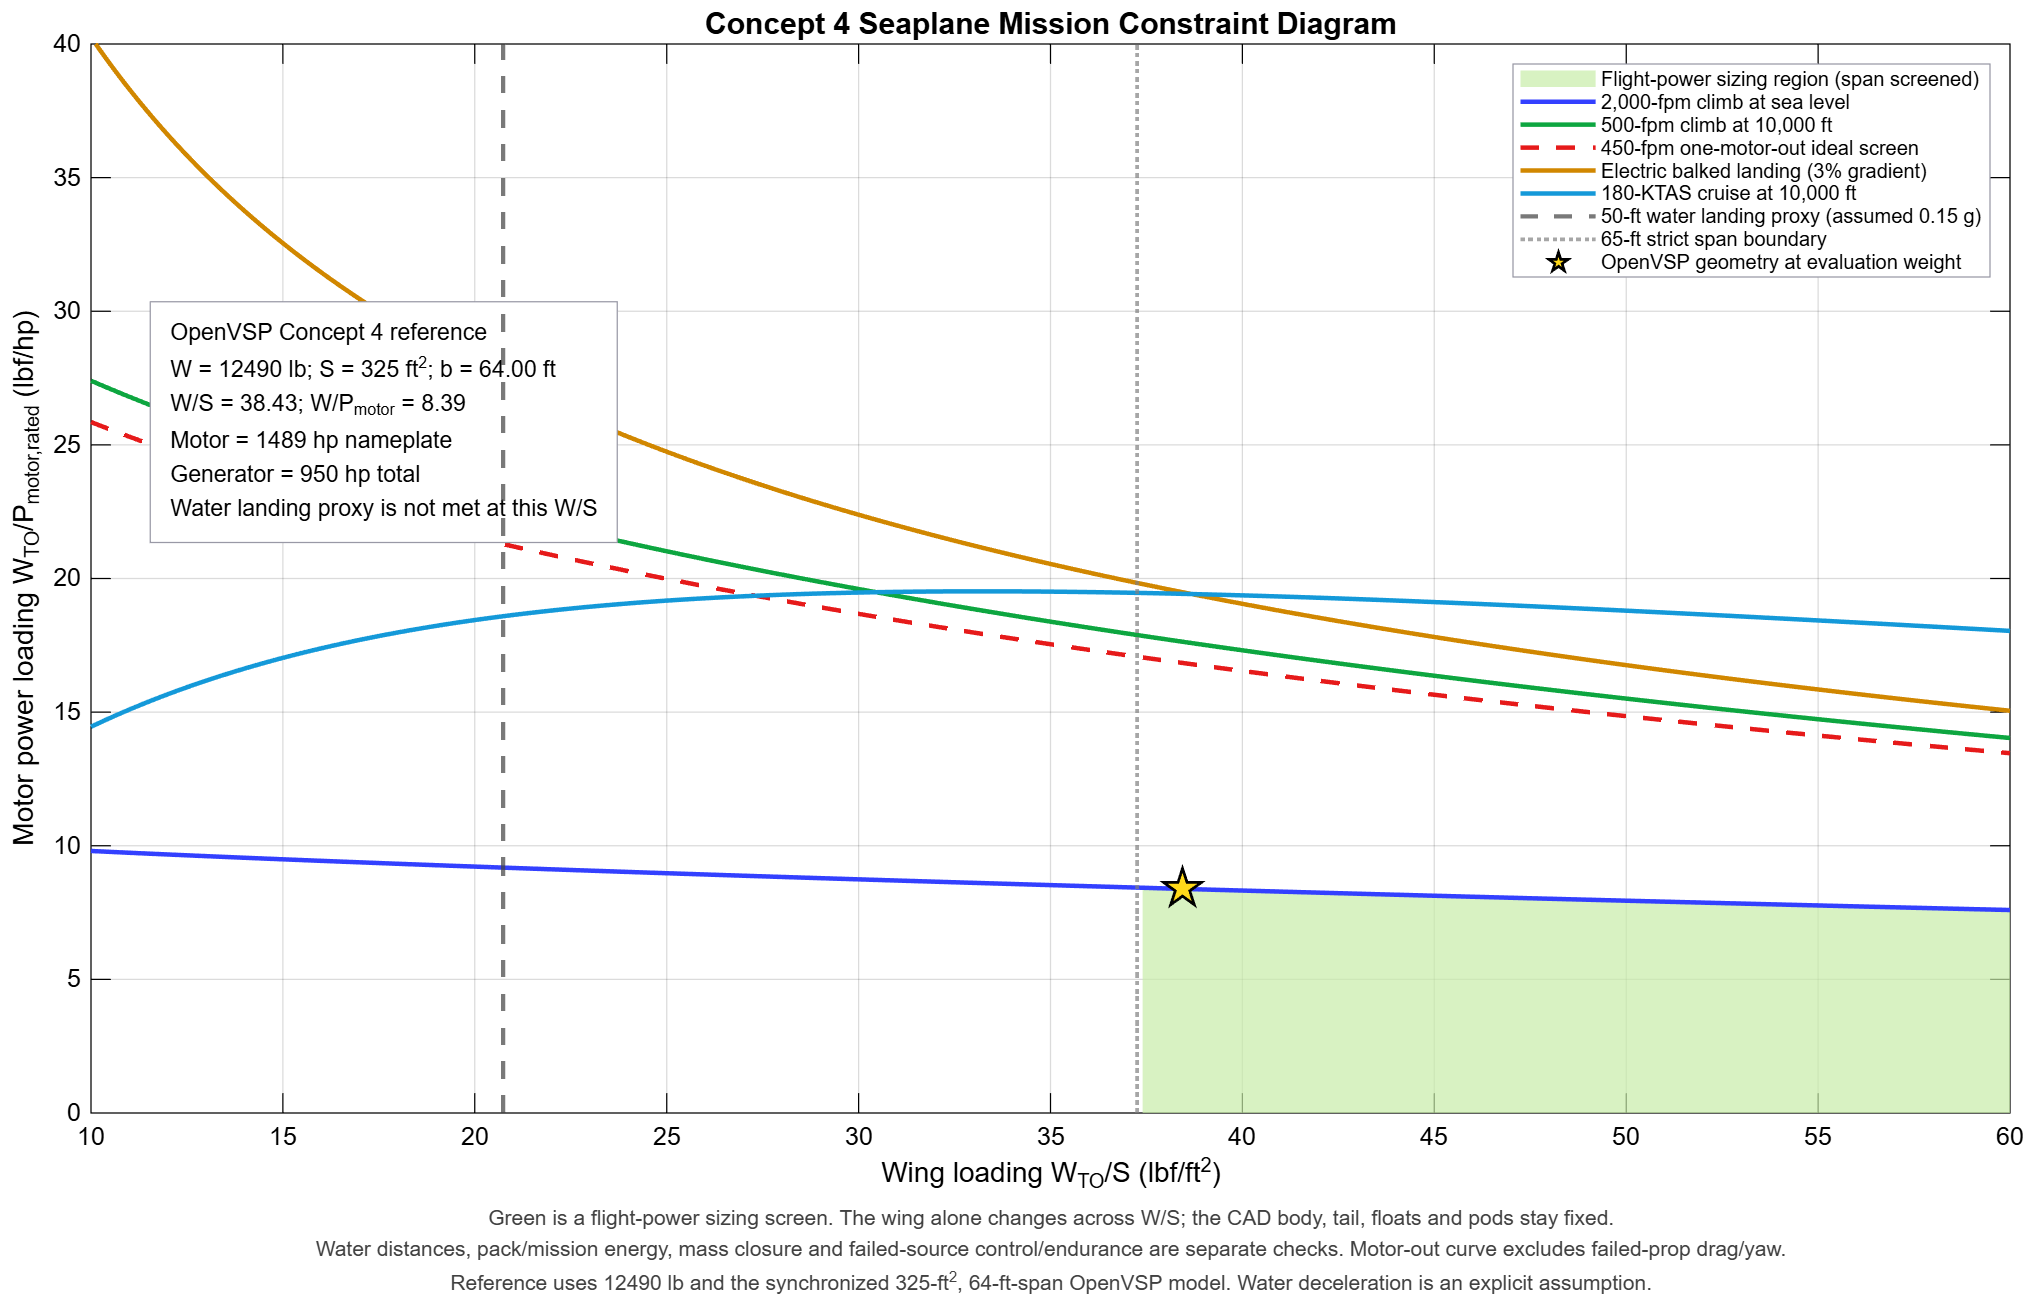 Concept 4 Seaplane Mission Constraint Diagram
40
35
30
25
20
15
10
5
0
Motor power loading W_TO/P_motor,rated (lbf/hp)
Flight-power sizing region (span screened)
2,000-fpm climb at sea level
500-fpm climb at 10,000 ft
450-fpm one-motor-out ideal screen
Electric balked landing (3% gradient)
180-KTAS cruise at 10,000 ft
50-ft water landing proxy (assumed 0.15 g)
65-ft strict span boundary
OpenVSP geometry at evaluation weight
OpenVSP Concept 4 reference
W = 12490 lb; S = 325 ft²; b = 64.00 ft
W/S = 38.43; W/P_motor = 8.39
Motor = 1489 hp nameplate
Generator = 950 hp total
Water landing proxy is not met at this W/S
10 15 20 25 30 35 40 45 50 55 60
Wing loading W_TO/S (lbf/ft²)
Green is a flight-power sizing screen. The wing alone changes across W/S; the CAD body, tail, floats and pods stay fixed.
Water distances, pack/mission energy, mass closure and failed-source control/endurance are separate checks. Motor-out curve excludes failed-prop drag/yaw.
Reference uses 12490 lb and the synchronized 325-ft², 64-ft-span OpenVSP model. Water deceleration is an explicit assumption.